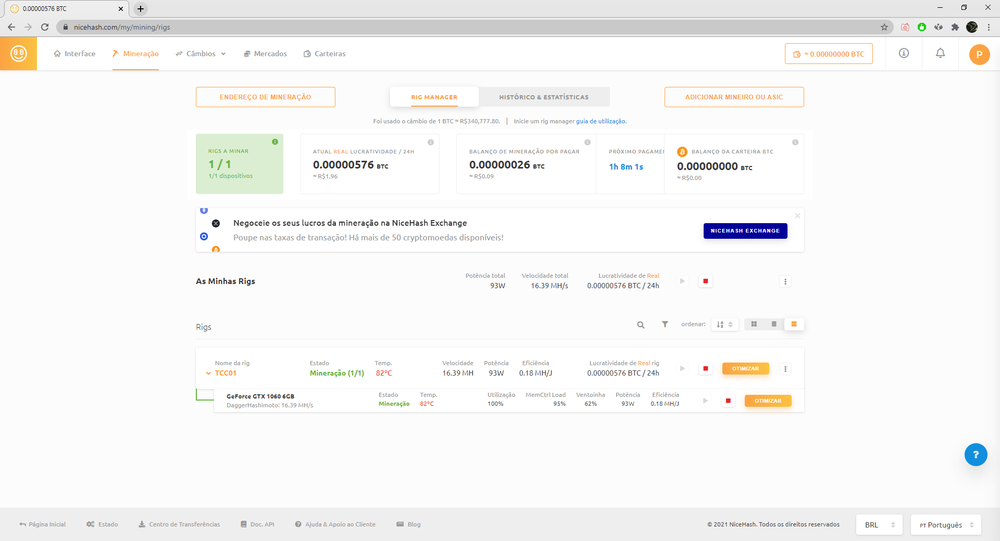 0.00000576 BTC
nicehash.com/my/mining/rigs
Interface
Mineração
Câmbios
Mercados
Carteiras
≈ 0.00000000 BTC
P
ENDEREÇO DE MINERAÇÃO
RIG MANAGER
HISTÓRICO & ESTATÍSTICAS
ADICIONAR MINEIRO OU ASIC
Foi usado o câmbio de 1 BTC ≈ R$340,777.80. | Inicie um rig manager guia de utilização.
RIGS A MINAR
1 / 1
1/1 dispositivos
ATUAL REAL LUCRATIVIDADE / 24H
0.00000576 BTC
≈ R$1.96
BALANÇO DE MINERAÇÃO POR PAGAR
0.00000026 BTC
≈ R$0.09
PRÓXIMO PAGAMEN
1h 8m 1s
BALANÇO DA CARTEIRA BTC
0.00000000 BTC
≈ R$0.00
Negoceie os seus lucros da mineração na NiceHash Exchange
Poupe nas taxas de transação! Há mais de 50 cryptomoedas disponíveis!
NICEHASH EXCHANGE
As Minhas Rigs
Potência total
93W
Velocidade total
16.39 MH/s
Lucratividade de Real
0.00000576 BTC / 24h
Rigs
ordenar:
Nome da rig
TCC01
Estado
Mineração (1/1)
Temp.
82ºC
Velocidade
16.39 MH
Potência
93W
Eficiência
0.18 MH/J
Lucratividade de Real rig
0.00000576 BTC / 24h
OTIMIZAR
GeForce GTX 1060 6GB
DaggerHashimoto: 16.39 MH/s
Estado
Mineração
Temp.
82ºC
Utilização
100%
MemCtrl Load
95%
Ventoinha
62%
Potência
93W
Eficiência
0.18 MH/J
OTIMIZAR
?
Página Inicial
Estado
Centro de Transferências
Doc. API
Ajuda & Apoio ao Cliente
Blog
© 2021 NiceHash. Todos os direitos reservados
BRL
PT Português